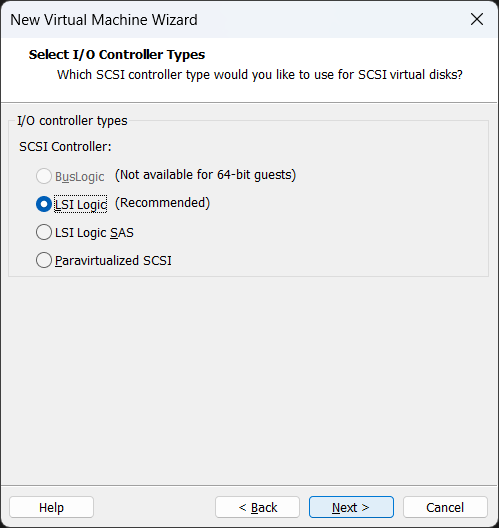 New Virtual Machine Wizard
Select I/O Controller Types
Which SCSI controller type would you like to use for SCSI virtual disks?
I/O controller types
SCSI Controller:
BusLogic (Not available for 64-bit guests)
LSI Logic (Recommended)
LSI Logic SAS
Paravirtualized SCSI
Help < Back Next > Cancel